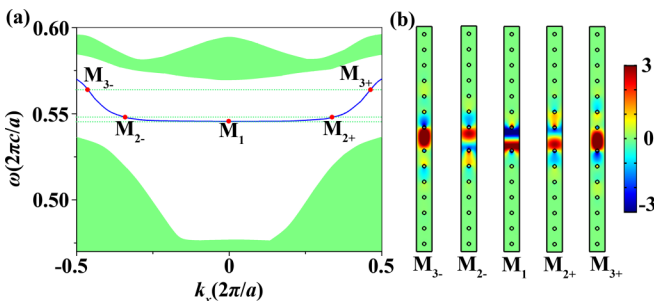 (a)
0.60
0.55
0.50
ω(2πc/a)
M3-
M3+
M2-
M1
M2+
-0.5
0
0.5
kx(2π/a)
(b)
3
0
-3
M3-
M2-
M1
M2+
M3+